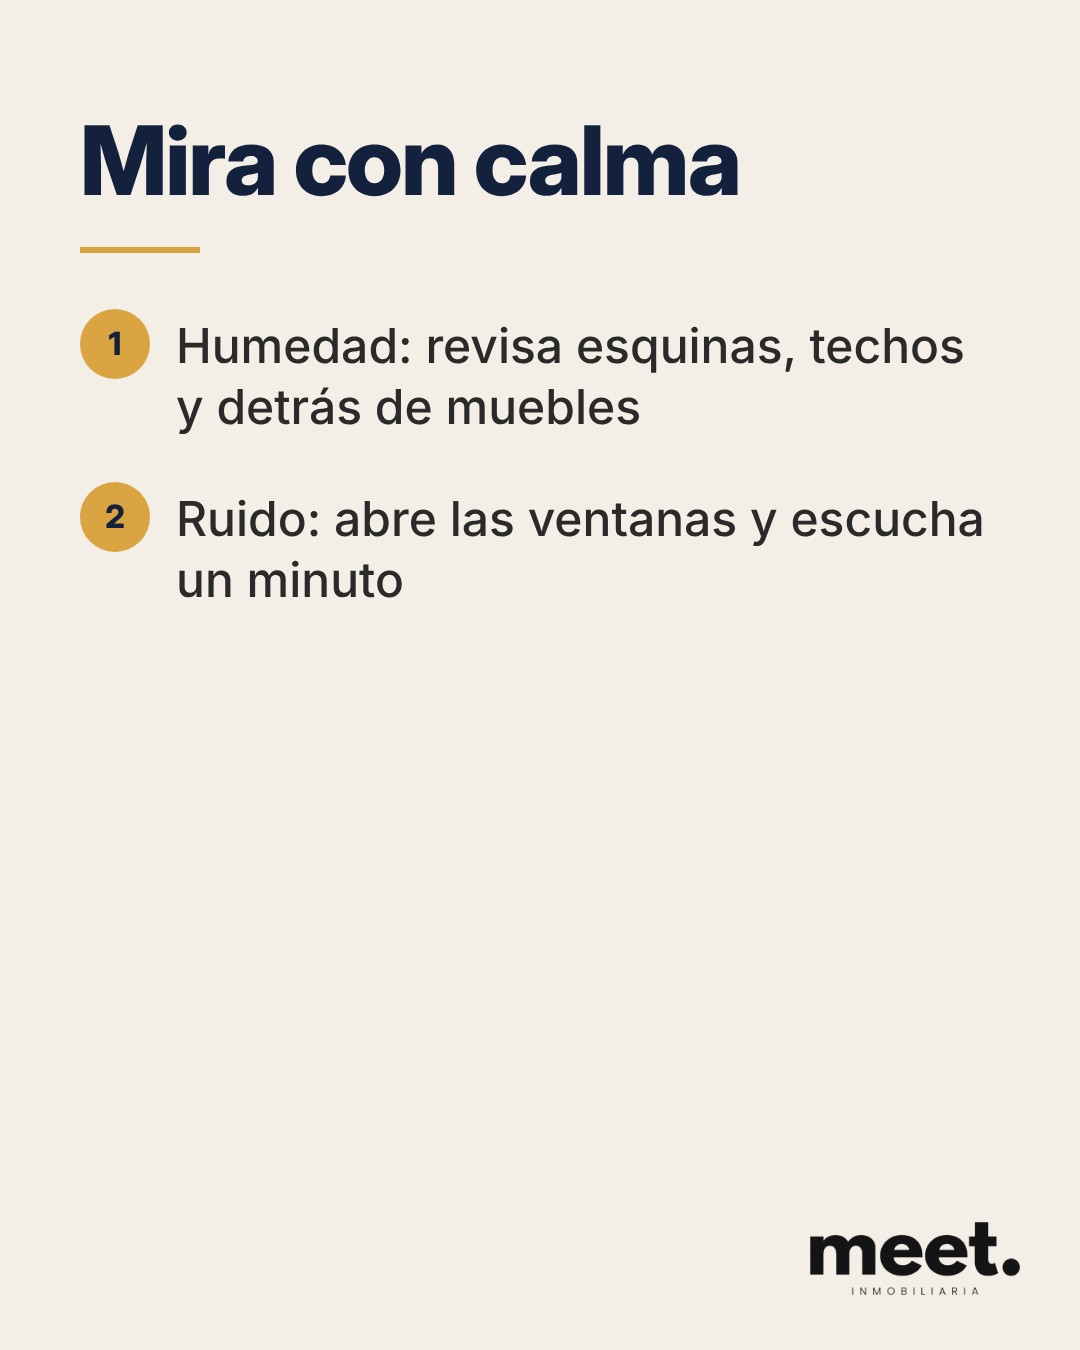 Mira con calma
1 Humedad: revisa esquinas, techos
y detrás de muebles
2 Ruido: abre las ventanas y escucha
un minuto
meet.
INMOBILIARIA